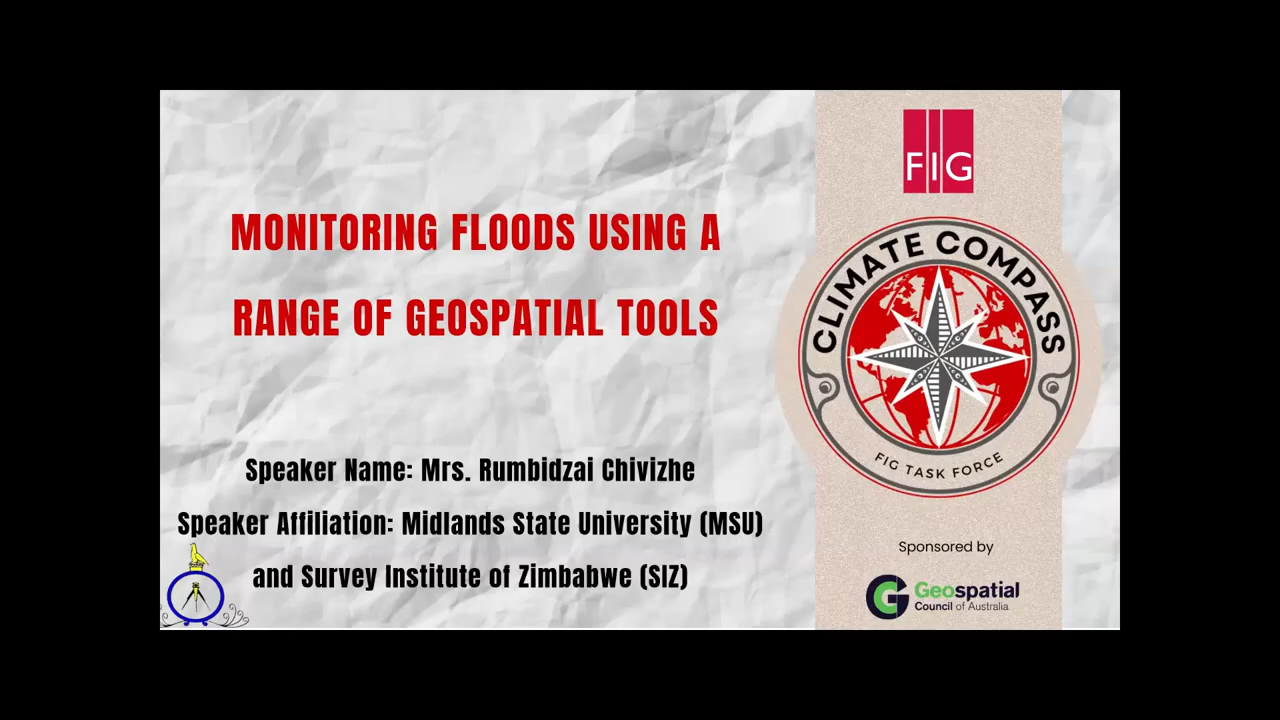 MONITORING FLOODS USING A
RANGE OF GEOSPATIAL TOOLS
Speaker Name: Mrs. Rumbidzai Chivizhe
Speaker Affiliation: Midlands State University (MSU)
and Survey Institute of Zimbabwe (SIZ)
FIG
CLIMATE COMPASS
FIG TASK FORCE
Sponsored by
Geospatial
Council of Australia